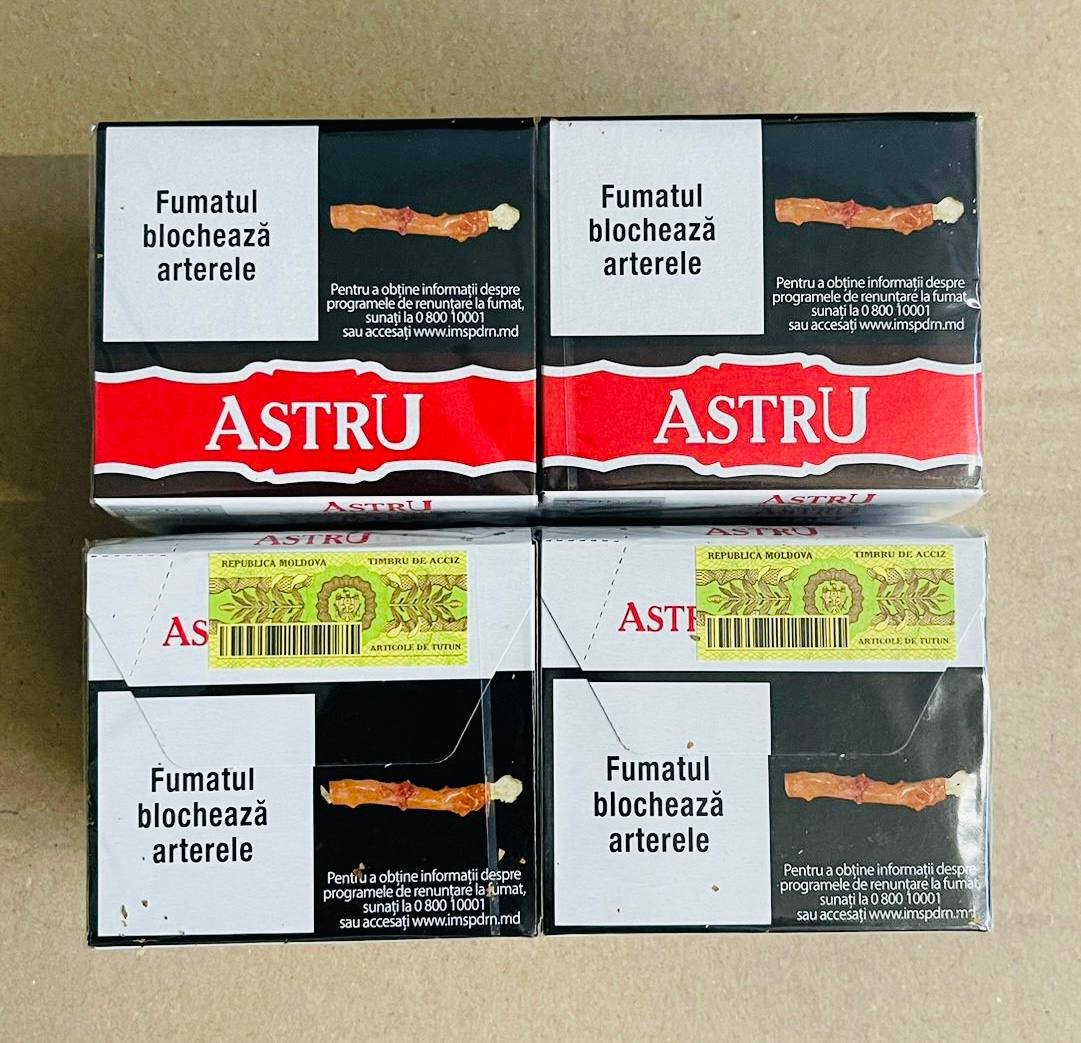 Fumatul
blochează
arterele
Pentru a obține informații despre
programele de renunțare la fumat,
sunați la 0 800 10001
sau accesați www.imspdrn.md
ASTRU
ASTRU
Fumatul
blochează
arterele
Pentru a obține informații despre
programele de renunțare la fumat,
sunați la 0 800 10001
sau accesați www.imspdrn.md
ASTRU
ASTRU
ASTRU
REPUBLICA MOLDOVA TIMBRU DE ACCIZ
AS
ARTICOLE DE TUTUN
Fumatul
blochează
arterele
Pentru a obține informații despre
programele de renunțare la fumat,
sunați la 0 800 10001
sau accesați www.imspdrn.md
ASTRU
REPUBLICA MOLDOVA TIMBRU DE ACCIZ
AST
ARTICOLE DE TUTUN
Fumatul
blochează
arterele
Pentru a obține informații despre
programele de renunțare la fumat,
sunați la 0 800 10001
sau accesați www.imspdrn.md